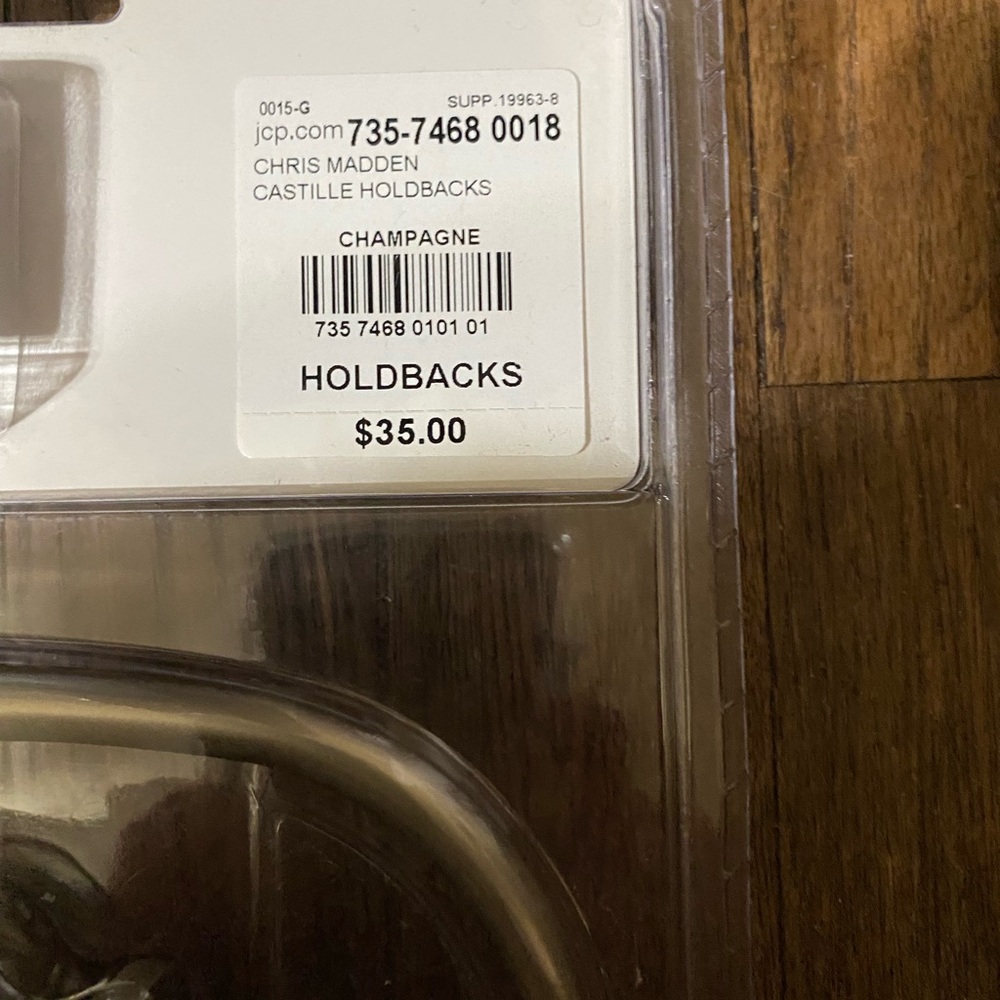 0015-G SUPP.19963-8
jcp.com 735-7468 0018
CHRIS MADDEN
CASTILLE HOLDBACKS
CHAMPAGNE
735 7468 0101 01
HOLDBACKS
$35.00